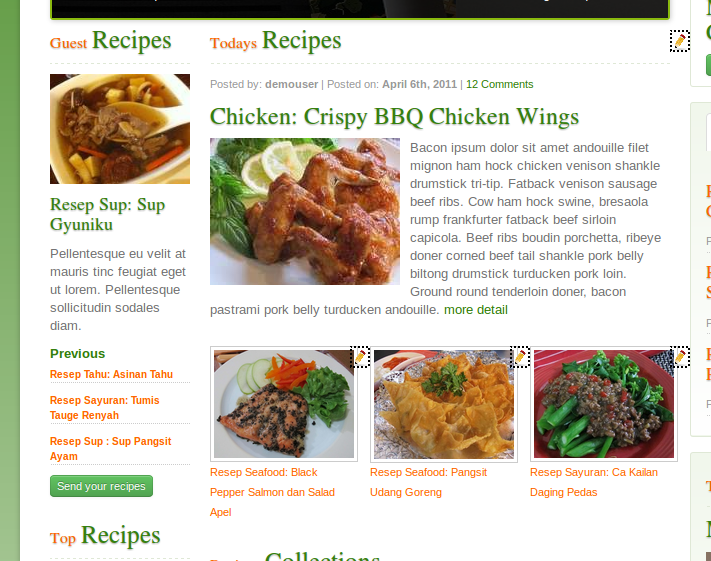 Guest Recipes
Resep Sup: Sup
Gyuniku
Pellentesque eu velit at
mauris tinc feugiat eget
ut lorem. Pellentesque
sollicitudin sodales
diam.
Previous
Resep Tahu: Asinan Tahu
Resep Sayuran: Tumis
Tauge Renyah
Resep Sup : Sup Pangsit
Ayam
Send your recipes
Top Recipes
Todays Recipes
Posted by: demouser | Posted on: April 6th, 2011 | 12 Comments
Chicken: Crispy BBQ Chicken Wings
Bacon ipsum dolor sit amet andouille filet
mignon ham hock chicken venison shankle
drumstick tri-tip. Fatback venison sausage
beef ribs. Cow ham hock swine, bresaola
rump frankfurter fatback beef sirloin
capicola. Beef ribs boudin porchetta, ribeye
doner corned beef tail shankle pork belly
biltong drumstick turducken pork loin.
Ground round tenderloin doner, bacon
pastrami pork belly turducken andouille. more detail
Resep Seafood: Black
Pepper Salmon dan Salad
Apel
Resep Seafood: Pangsit
Udang Goreng
Resep Sayuran: Ca Kailan
Daging Pedas
Collections